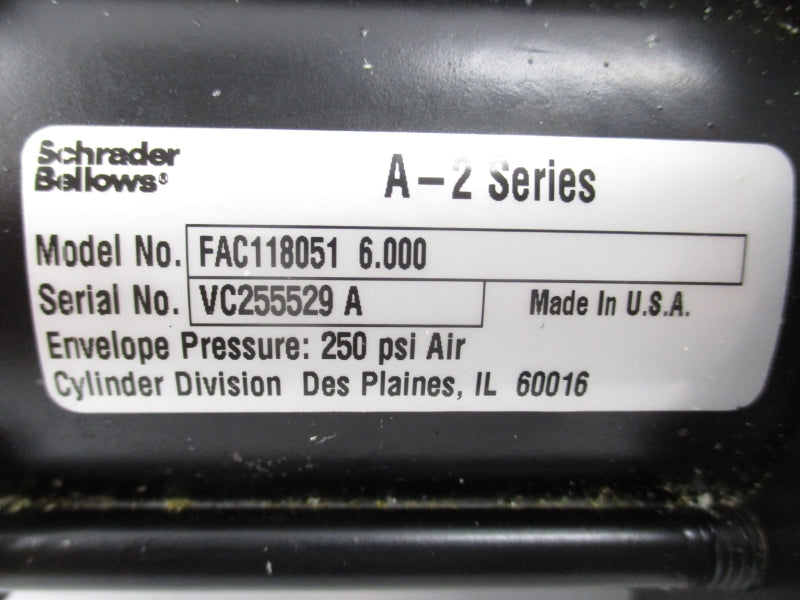 Schrader
Bellows®
A-2 Series
Model No. FAC118051 6.000
Serial No. VC255529 A
Made In U.S.A.
Envelope Pressure: 250 psi Air
Cylinder Division Des Plaines, IL 60016